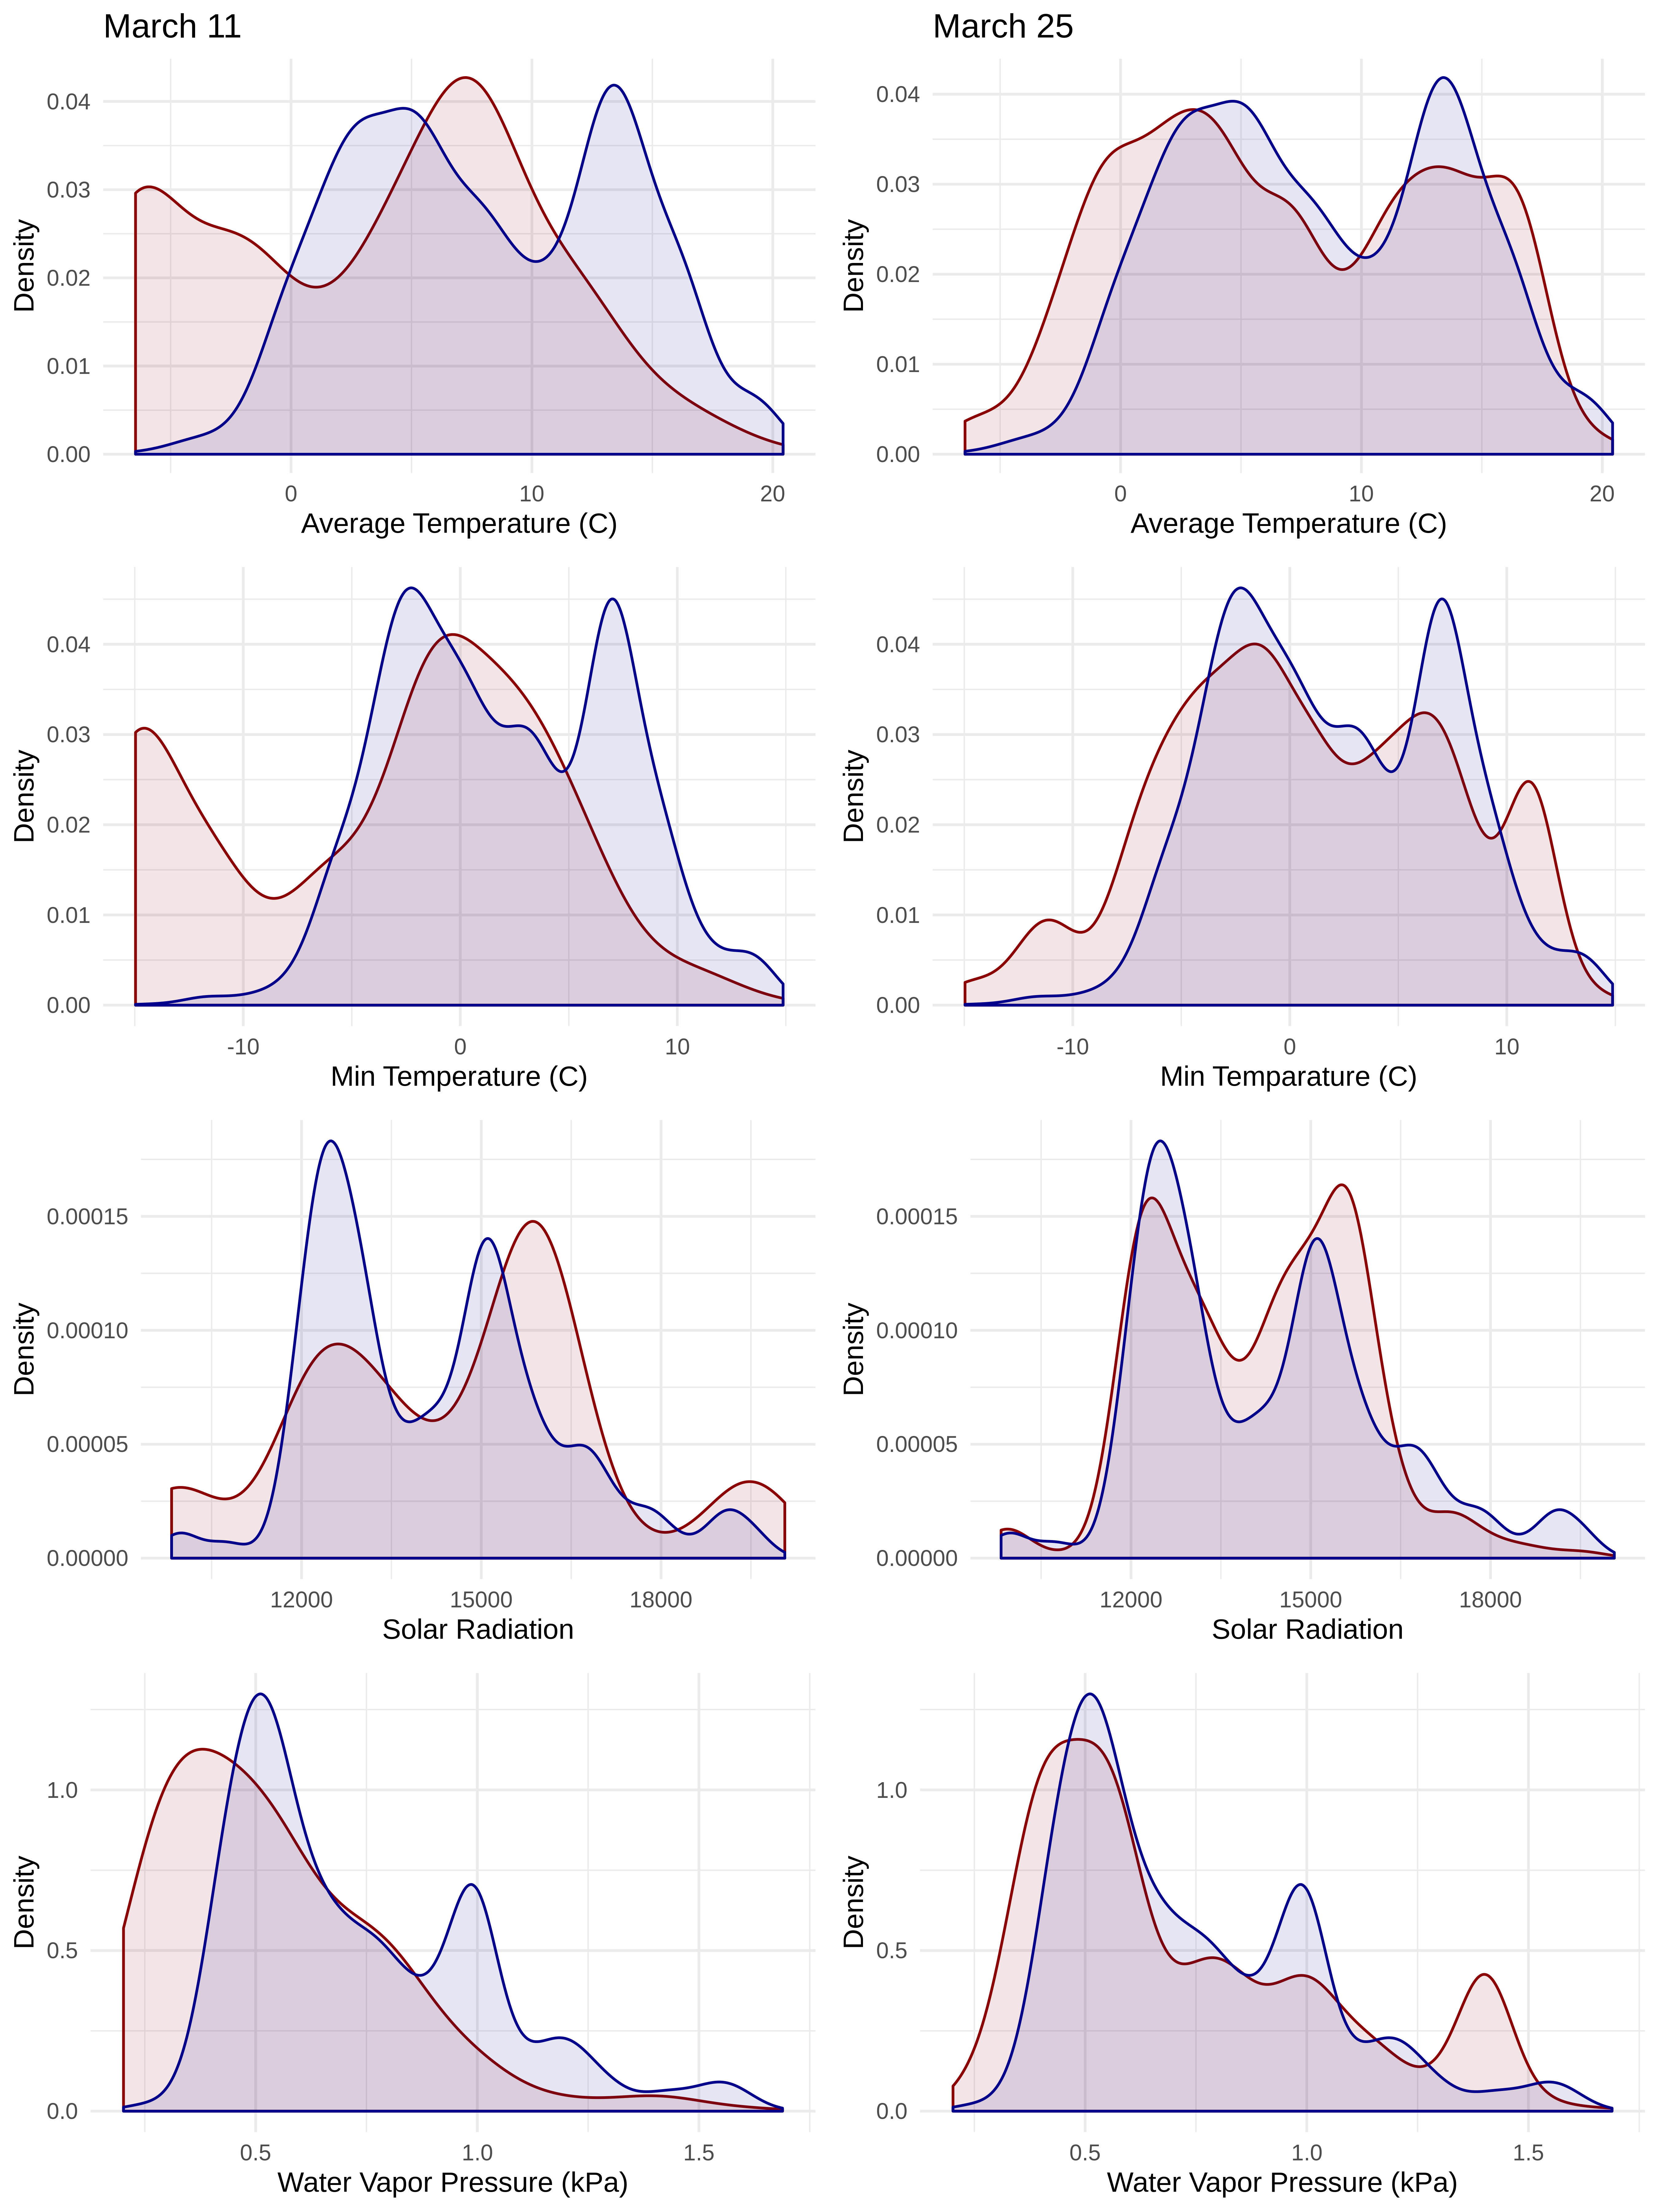 March 11
0.04
0.03
0.02
0.01
0.00
Density
0 10 20
Average Temperature (C)
March 25
0.04
0.03
0.02
0.01
0.00
Density
0 10 20
Average Temperature (C)
0.04
0.03
0.02
0.01
0.00
Density
-10 0 10
Min Temperature (C)
0.04
0.03
0.02
0.01
0.00
Density
-10 0 10
Min Temparature (C)
0.00015
0.00010
0.00005
0.00000
Density
12000 15000 18000
Solar Radiation
0.00015
0.00010
0.00005
0.00000
Density
12000 15000 18000
Solar Radiation
1.0
0.5
0.0
Density
0.5 1.0 1.5
Water Vapor Pressure (kPa)
1.0
0.5
0.0
Density
0.5 1.0 1.5
Water Vapor Pressure (kPa)